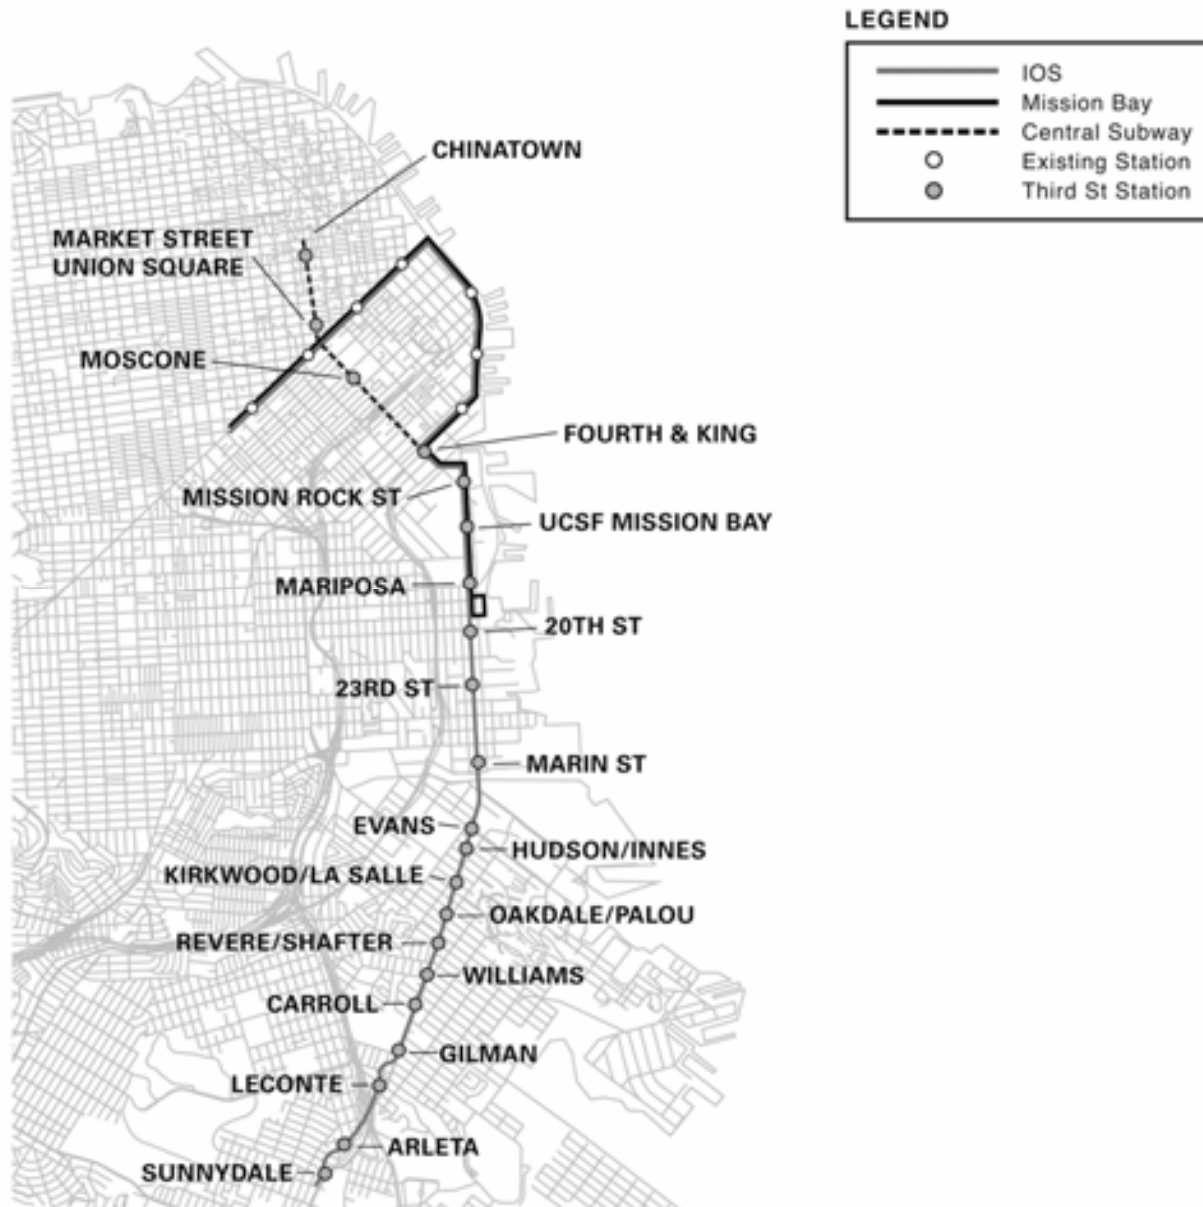 LEGEND
IOS
Mission Bay
Central Subway
Existing Station
Third St Station
CHINATOWN
MARKET STREET
UNION SQUARE
MOSCONE
FOURTH & KING
MISSION ROCK ST
UCSF MISSION BAY
MARIPOSA
20TH ST
23RD ST
MARIN ST
EVANS
HUDSON/INNES
KIRKWOOD/LA SALLE
OAKDALE/PALOU
REVERE/SHAFTER
WILLIAMS
CARROLL
GILMAN
LECONTE
ARLETA
SUNNYDALE